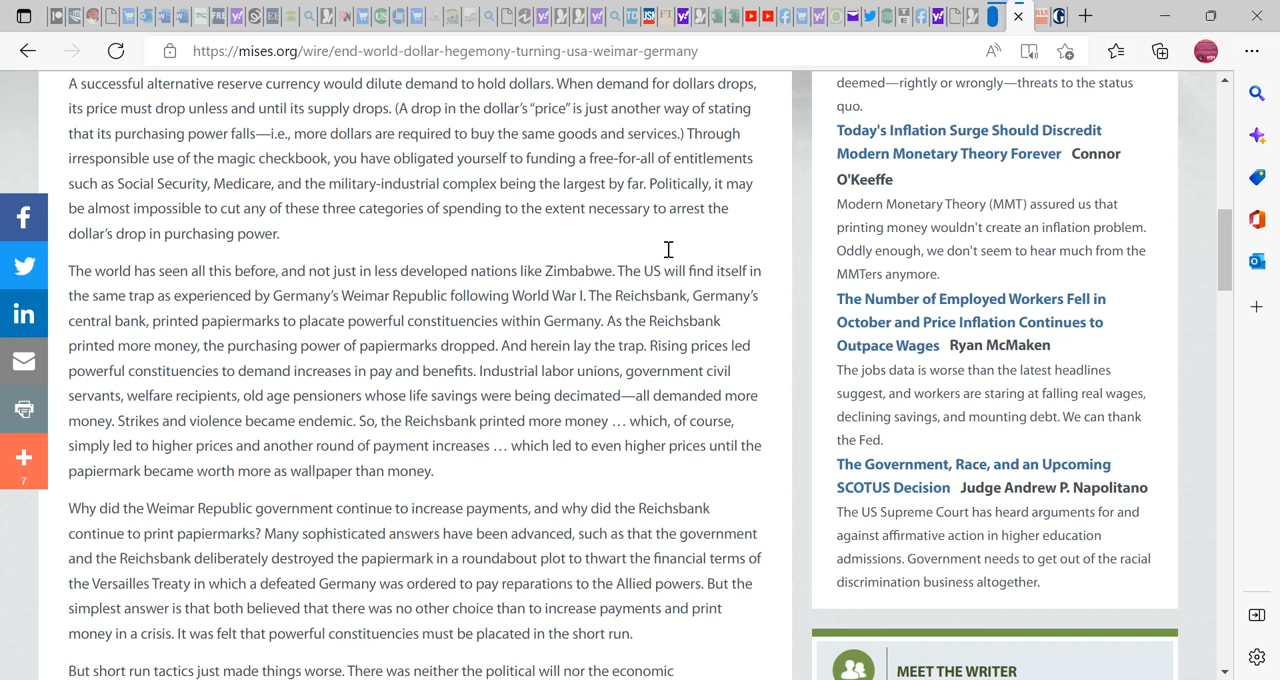 https://mises.org/wire/end-world-dollar-hegemony-turning-usa-weimar-germany
A successful alternative reserve currency would dilute demand to hold dollars. When demand for dollars drops,
its price must drop unless and until its supply drops. (A drop in the dollar's “price” is just another way of stating
that its purchasing power falls—i.e., more dollars are required to buy the same goods and services.) Through
irresponsible use of the magic checkbook, you have obligated yourself to funding a free-for-all of entitlements
such as Social Security, Medicare, and the military-industrial complex being the largest by far. Politically, it may
be almost impossible to cut any of these three categories of spending to the extent necessary to arrest the
dollar's drop in purchasing power.
The world has seen all this before, and not just in less developed nations like Zimbabwe. The US will find itself in
the same trap as experienced by Germany's Weimar Republic following World War I. The Reichsbank, Germany's
central bank, printed papiermarks to placate powerful constituencies within Germany. As the Reichsbank
printed more money, the purchasing power of papiermarks dropped. And herein lay the trap. Rising prices led
powerful constituencies to demand increases in pay and benefits. Industrial labor unions, government civil
servants, welfare recipients, old age pensioners whose life savings were being decimated—all demanded more
money. Strikes and violence became endemic. So, the Reichsbank printed more money … which, of course,
simply led to higher prices and another round of payment increases … which led to even higher prices until the
papiermark became worth more as wallpaper than money.
Why did the Weimar Republic government continue to increase payments, and why did the Reichsbank
continue to print papiermarks? Many sophisticated answers have been advanced, such as that the government
and the Reichsbank deliberately destroyed the papiermark in a roundabout plot to thwart the financial terms of
the Versailles Treaty in which a defeated Germany was ordered to pay reparations to the Allied powers. But the
simplest answer is that both believed that there was no other choice than to increase payments and print
money in a crisis. It was felt that powerful constituencies must be placated in the short run.
But short run tactics just made things worse. There was neither the political will nor the economic
7
deemed—rightly or wrongly—threats to the status
quo.
Today's Inflation Surge Should Discredit
Modern Monetary Theory Forever Connor
O'Keeffe
Modern Monetary Theory (MMT) assured us that
printing money wouldn't create an inflation problem.
Oddly enough, we don't seem to hear much from the
MMTers anymore.
The Number of Employed Workers Fell in
October and Price Inflation Continues to
Outpace Wages Ryan McMaken
The jobs data is worse than the latest headlines
suggest, and workers are staring at falling real wages,
declining savings, and mounting debt. We can thank
the Fed.
The Government, Race, and an Upcoming
SCOTUS Decision Judge Andrew P. Napolitano
The US Supreme Court has heard arguments for and
against affirmative action in higher education
admissions. Government needs to get out of the racial
discrimination business altogether.
MEET THE WRITER